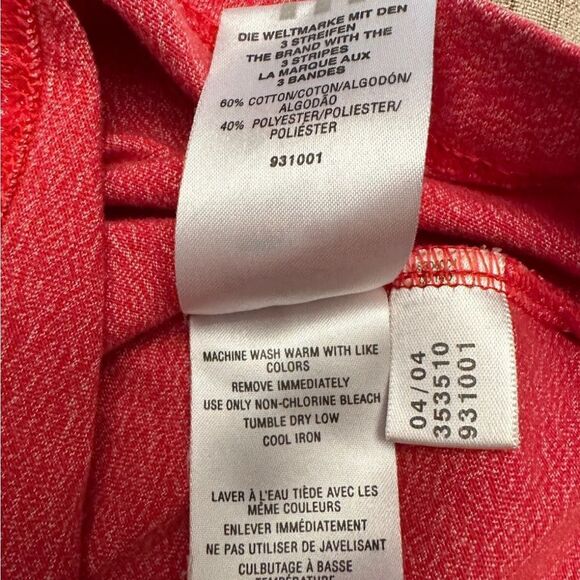 DIE WELTMARKE MIT DEN
3 STREIFEN
THE BRAND WITH THE
3 STRIPES
LA MARQUE AUX
3 BANDES
60% COTTON/COTON/ALGODÓN/
ALGODÃO
40% POLYESTER/POLIESTER/
POLIÉSTER
931001
MACHINE WASH WARM WITH LIKE
COLORS
REMOVE IMMEDIATELY
USE ONLY NON-CHLORINE BLEACH
TUMBLE DRY LOW
COOL IRON
LAVER À L'EAU TIÈDE AVEC LES
MÊME COULEURS
ENLEVER IMMÉDIATEMENT
NE PAS UTILISER DE JAVELISANT
CULBUTAGE À BASSE
TEMPÉRATURE
04/04
353510
931001